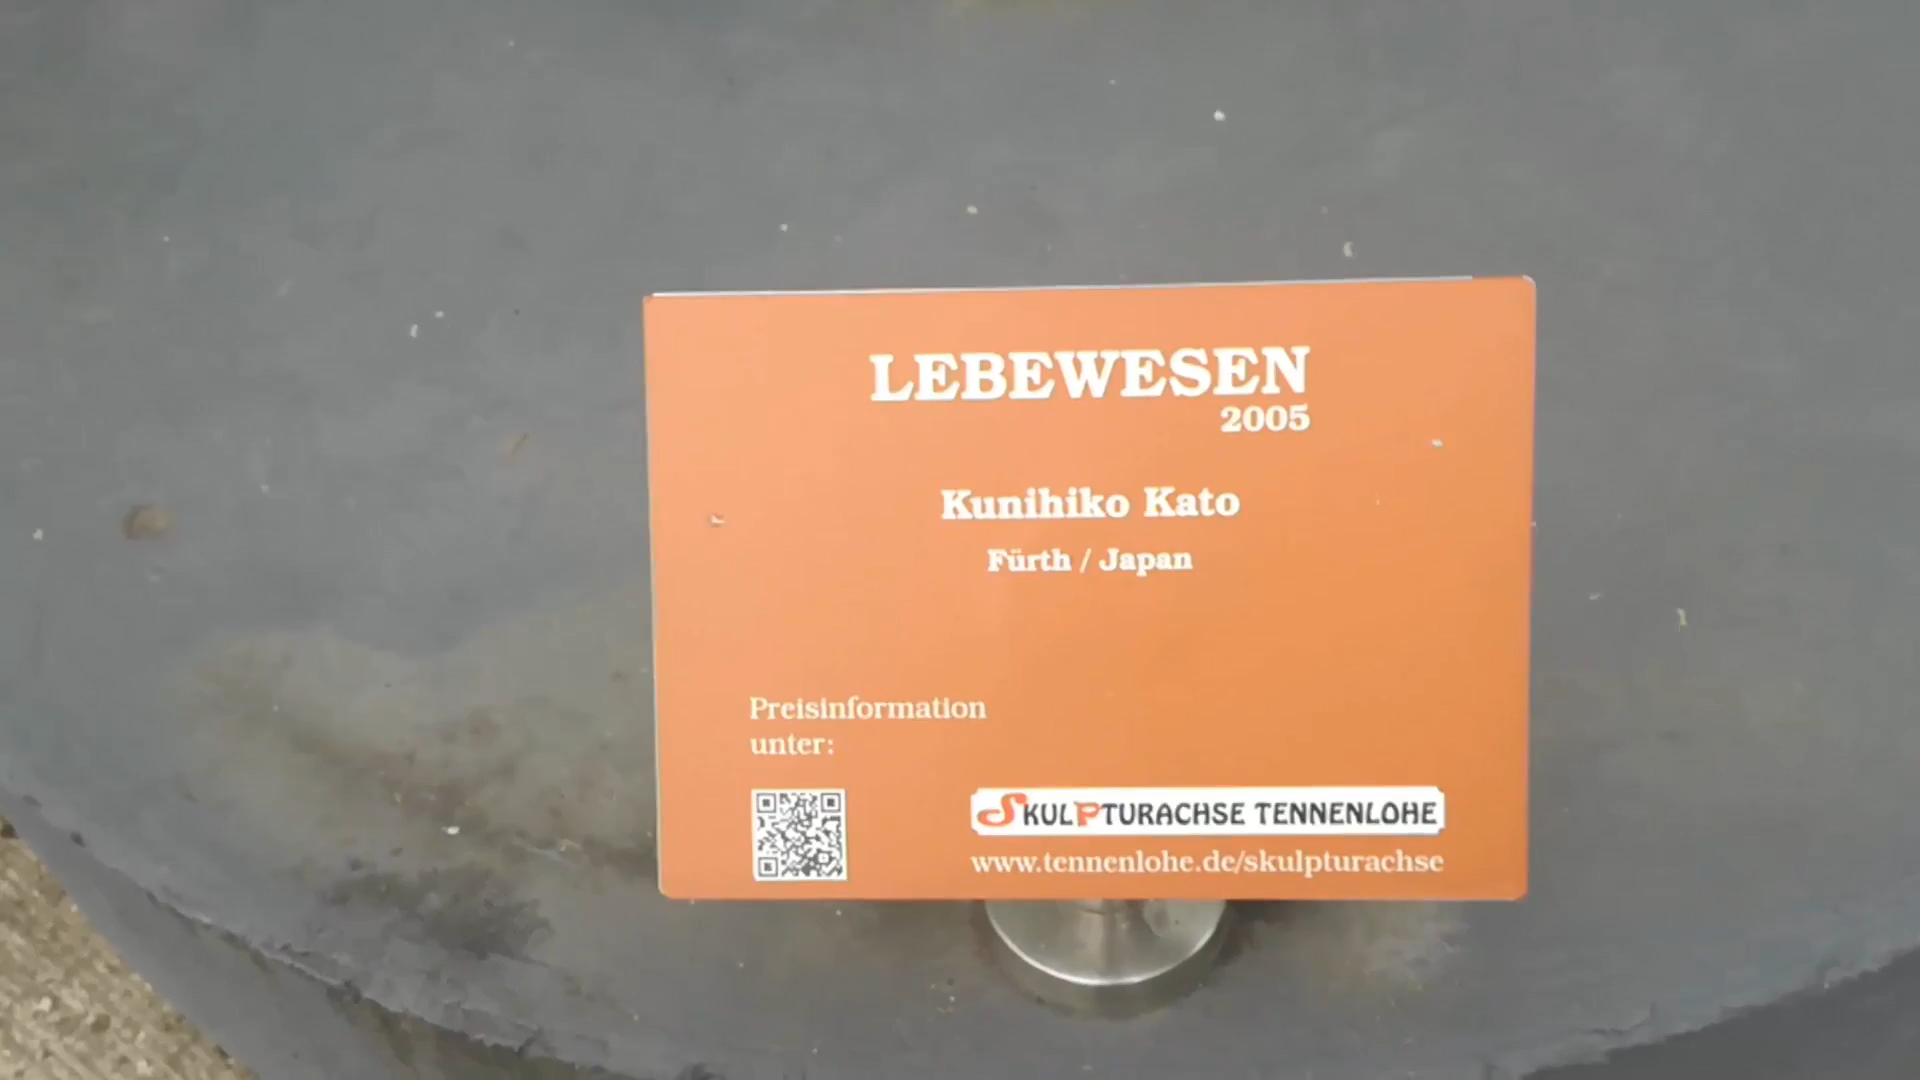 LEBEWESEN
2005
Kunihiko Kato
Fürth / Japan
Preisinformation
unter:
SKULPTURACHSE TENNENLOHE
www.tennenlohe.de/skulpturachse